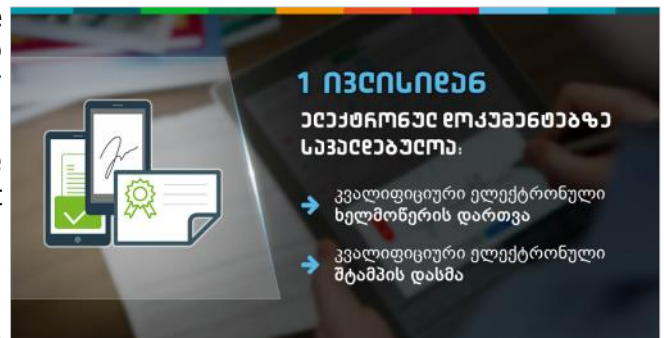 1 ივლისიდან
ელექტრონულ დოკუმენტებზე
სავალდებულოა:
კვალიფიციური ელექტრონული
ხელმოწერის დართვა
კვალიფიციური ელექტრონული
შტამპის დასმა